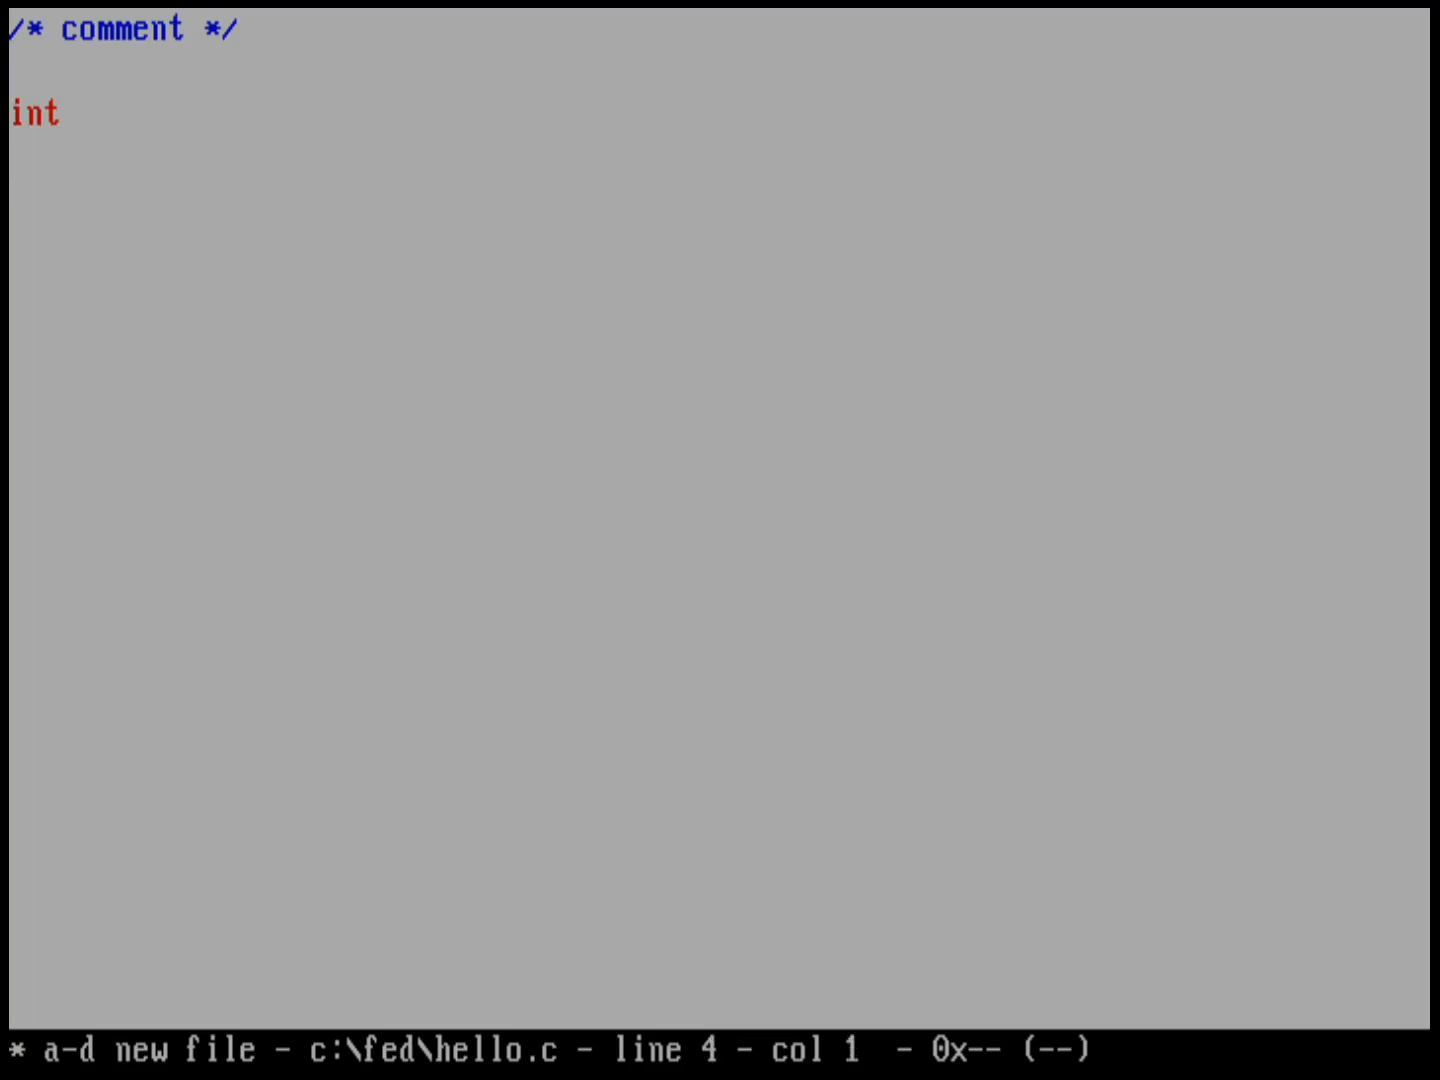 /* comment */
int
* a-d new file - c:\fed\hello.c - line 4 - col 1  - 0x-- (--)